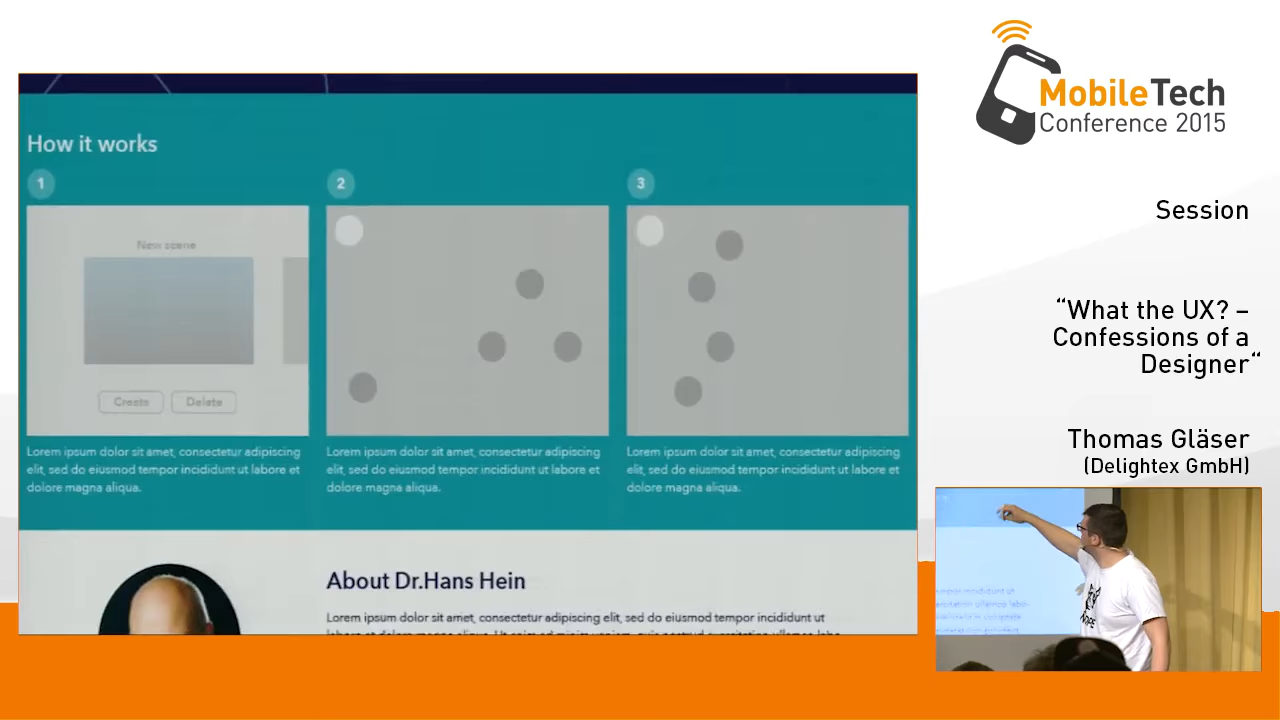 How it works
1
2
3
New scene
Create
Delete
Lorem ipsum dolor sit amet, consectetur adipiscing
elit, sed do eiusmod tempor incididunt ut labore et
dolore magna aliqua.
Lorem ipsum dolor sit amet, consectetur adipiscing
elit, sed do eiusmod tempor incididunt ut labore et
dolore magna aliqua.
Lorem ipsum dolor sit amet, consectetur adipiscing
elit, sed do eiusmod tempor incididunt ut labore et
dolore magna aliqua.
About Dr.Hans Hein
Lorem ipsum dolor sit amet, consectetur adipiscing elit, sed do eiusmod tempor incididunt ut
MobileTech
Conference 2015
Session
“What the UX? –
Confessions of a
Designer“
Thomas Gläser
(Delightex GmbH)